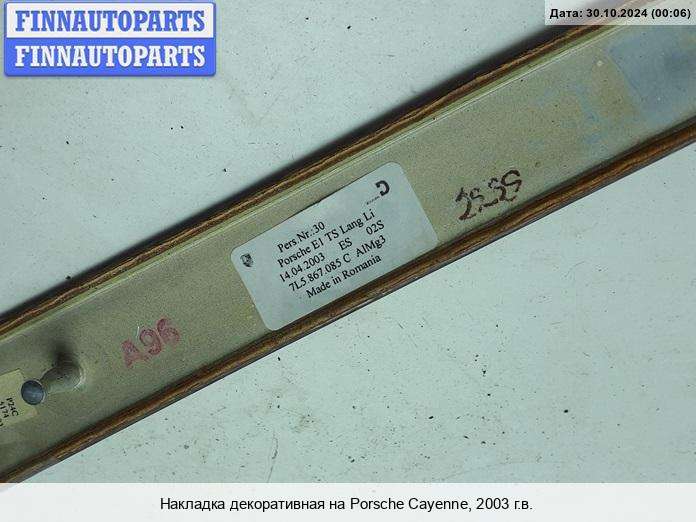 FINNAUTOPARTS
FINNAUTOPARTS
Дата: 30.10.2024 (00:06)
Pers.Nr.:30
Porsche E1 TS Lang Li
14.04.2003 ES 02S
7L5 867.085 C AlMg3
Made in Romania
A96
P24C
Накладка декоративная на Porsche Cayenne, 2003 г.в.